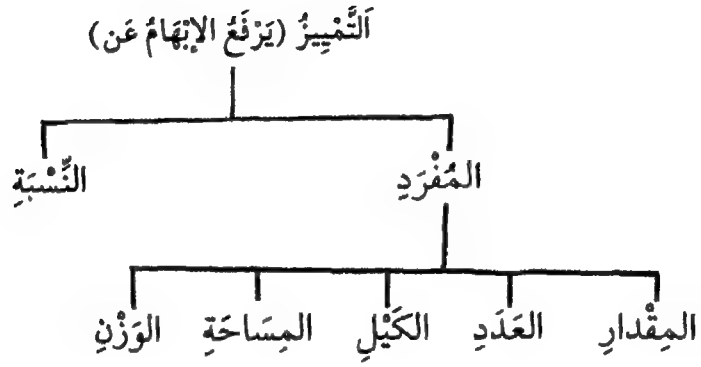 اَلتَّمْيِيزُ (يَرْفَعُ الإِبْهَامُ عَن)
المُفْرَدِ النِّسْبَةِ
المِقْدارِ العَدَدِ الكَيْلِ المِسَاحَةِ الوَزْنِ